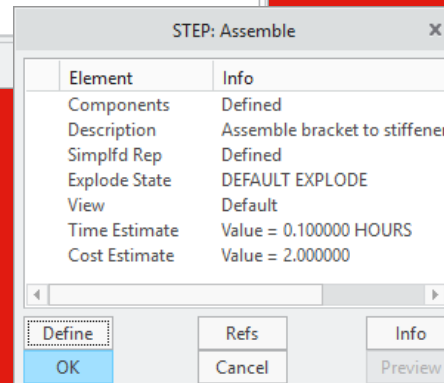 STEP: Assemble x
Element Info
Components Defined
Description Assemble bracket to stiffener
Simplfd Rep Defined
Explode State DEFAULT EXPLODE
View Default
Time Estimate Value = 0.100000 HOURS
Cost Estimate Value = 2.000000
Define Refs Info
OK Cancel Preview